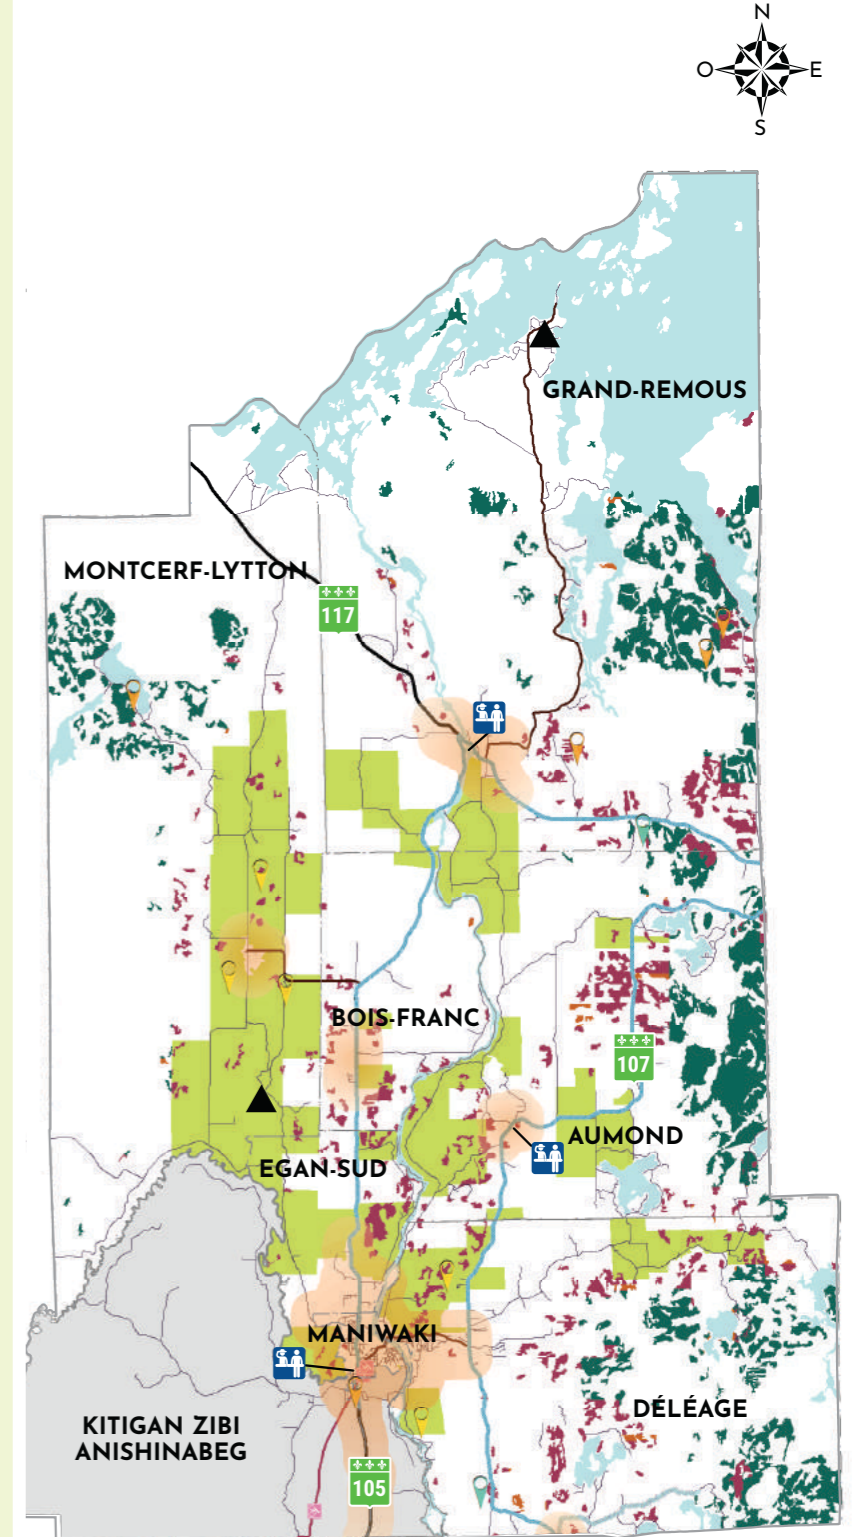 N
O
E
S
GRAND-REMOUS
MONTCERF-LYTTON
117
BOIS-FRANC
107
AUMOND
EGAN-SUD
MANIWAKI
DÉLÉAGE
KITIGAN ZIBI
ANISHINABEG
105